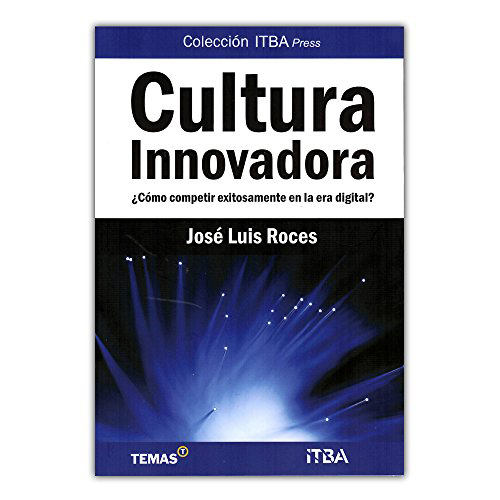 Colección ITBA Press
Cultura
Innovadora
¿Cómo competir exitosamente en la era digital?
José Luis Roces
TEMAS T
iTBA